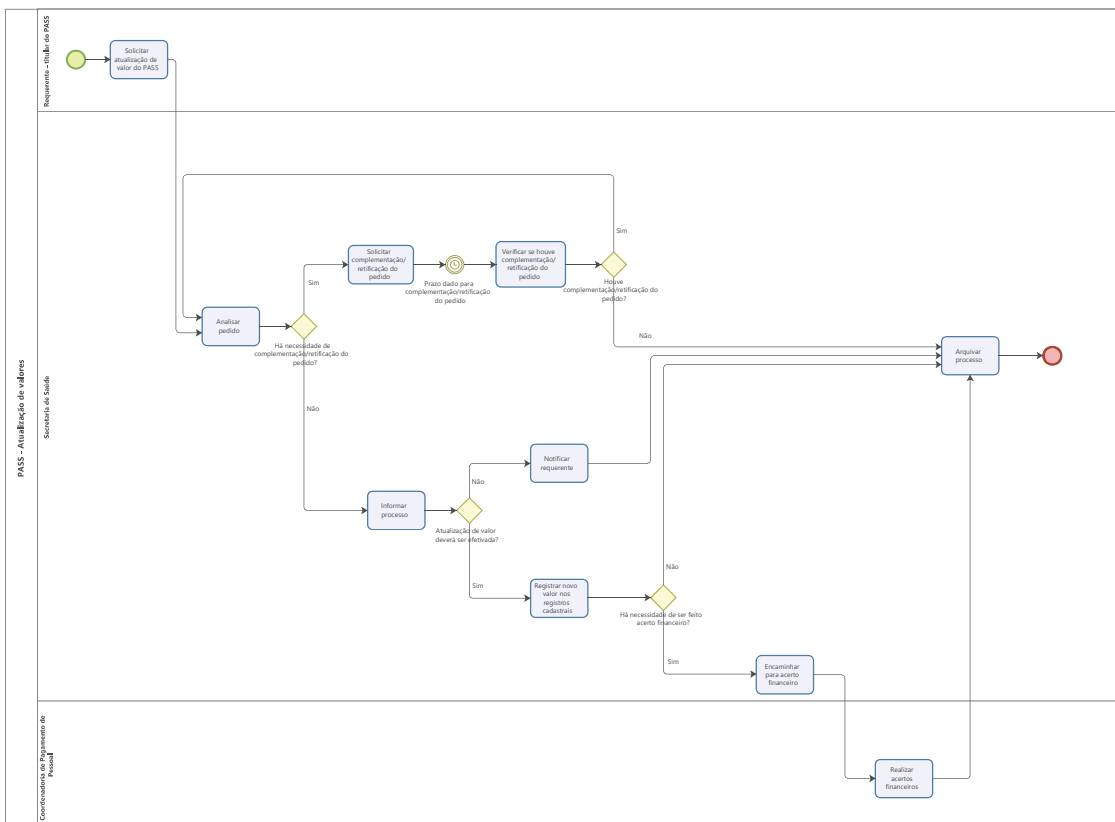 PASS - Atualização de valores
Requerente – titular do PASS
Solicitar
atualização de
valor do PASS
Secretaria de Saúde
Sim
Solicitar
complementação/
retificação do
pedido
Prazo dado para
complementação/retificação
do pedido
Verificar se houve
complementação/
retificação do
pedido
Houve
complementação/retificação do
pedido?
Sim
Analisar
pedido
Há necessidade de
complementação/retificação do
pedido?
Não
Arquivar
processo
Não
Notificar
requerente
Não
Informar
processo
Atualização de valor
deverá ser efetivada?
Sim
Registrar novo
valor nos
registros
cadastrais
Não
Há necessidade de ser feito
acerto financeiro?
Sim
Encaminhar
para acerto
financeiro
Coordenadoria de Pagamento de
Pessoal
Realizar
acertos
financeiros